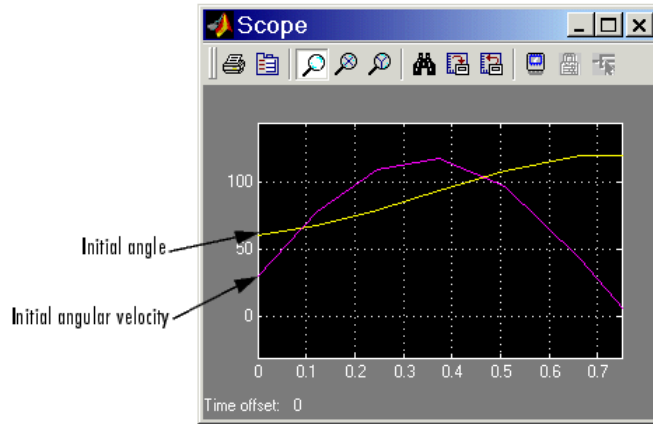 Scope
100
50
0
Initial angle
Initial angular velocity
0 0.1 0.2 0.3 0.4 0.5 0.6 0.7
Time offset: 0